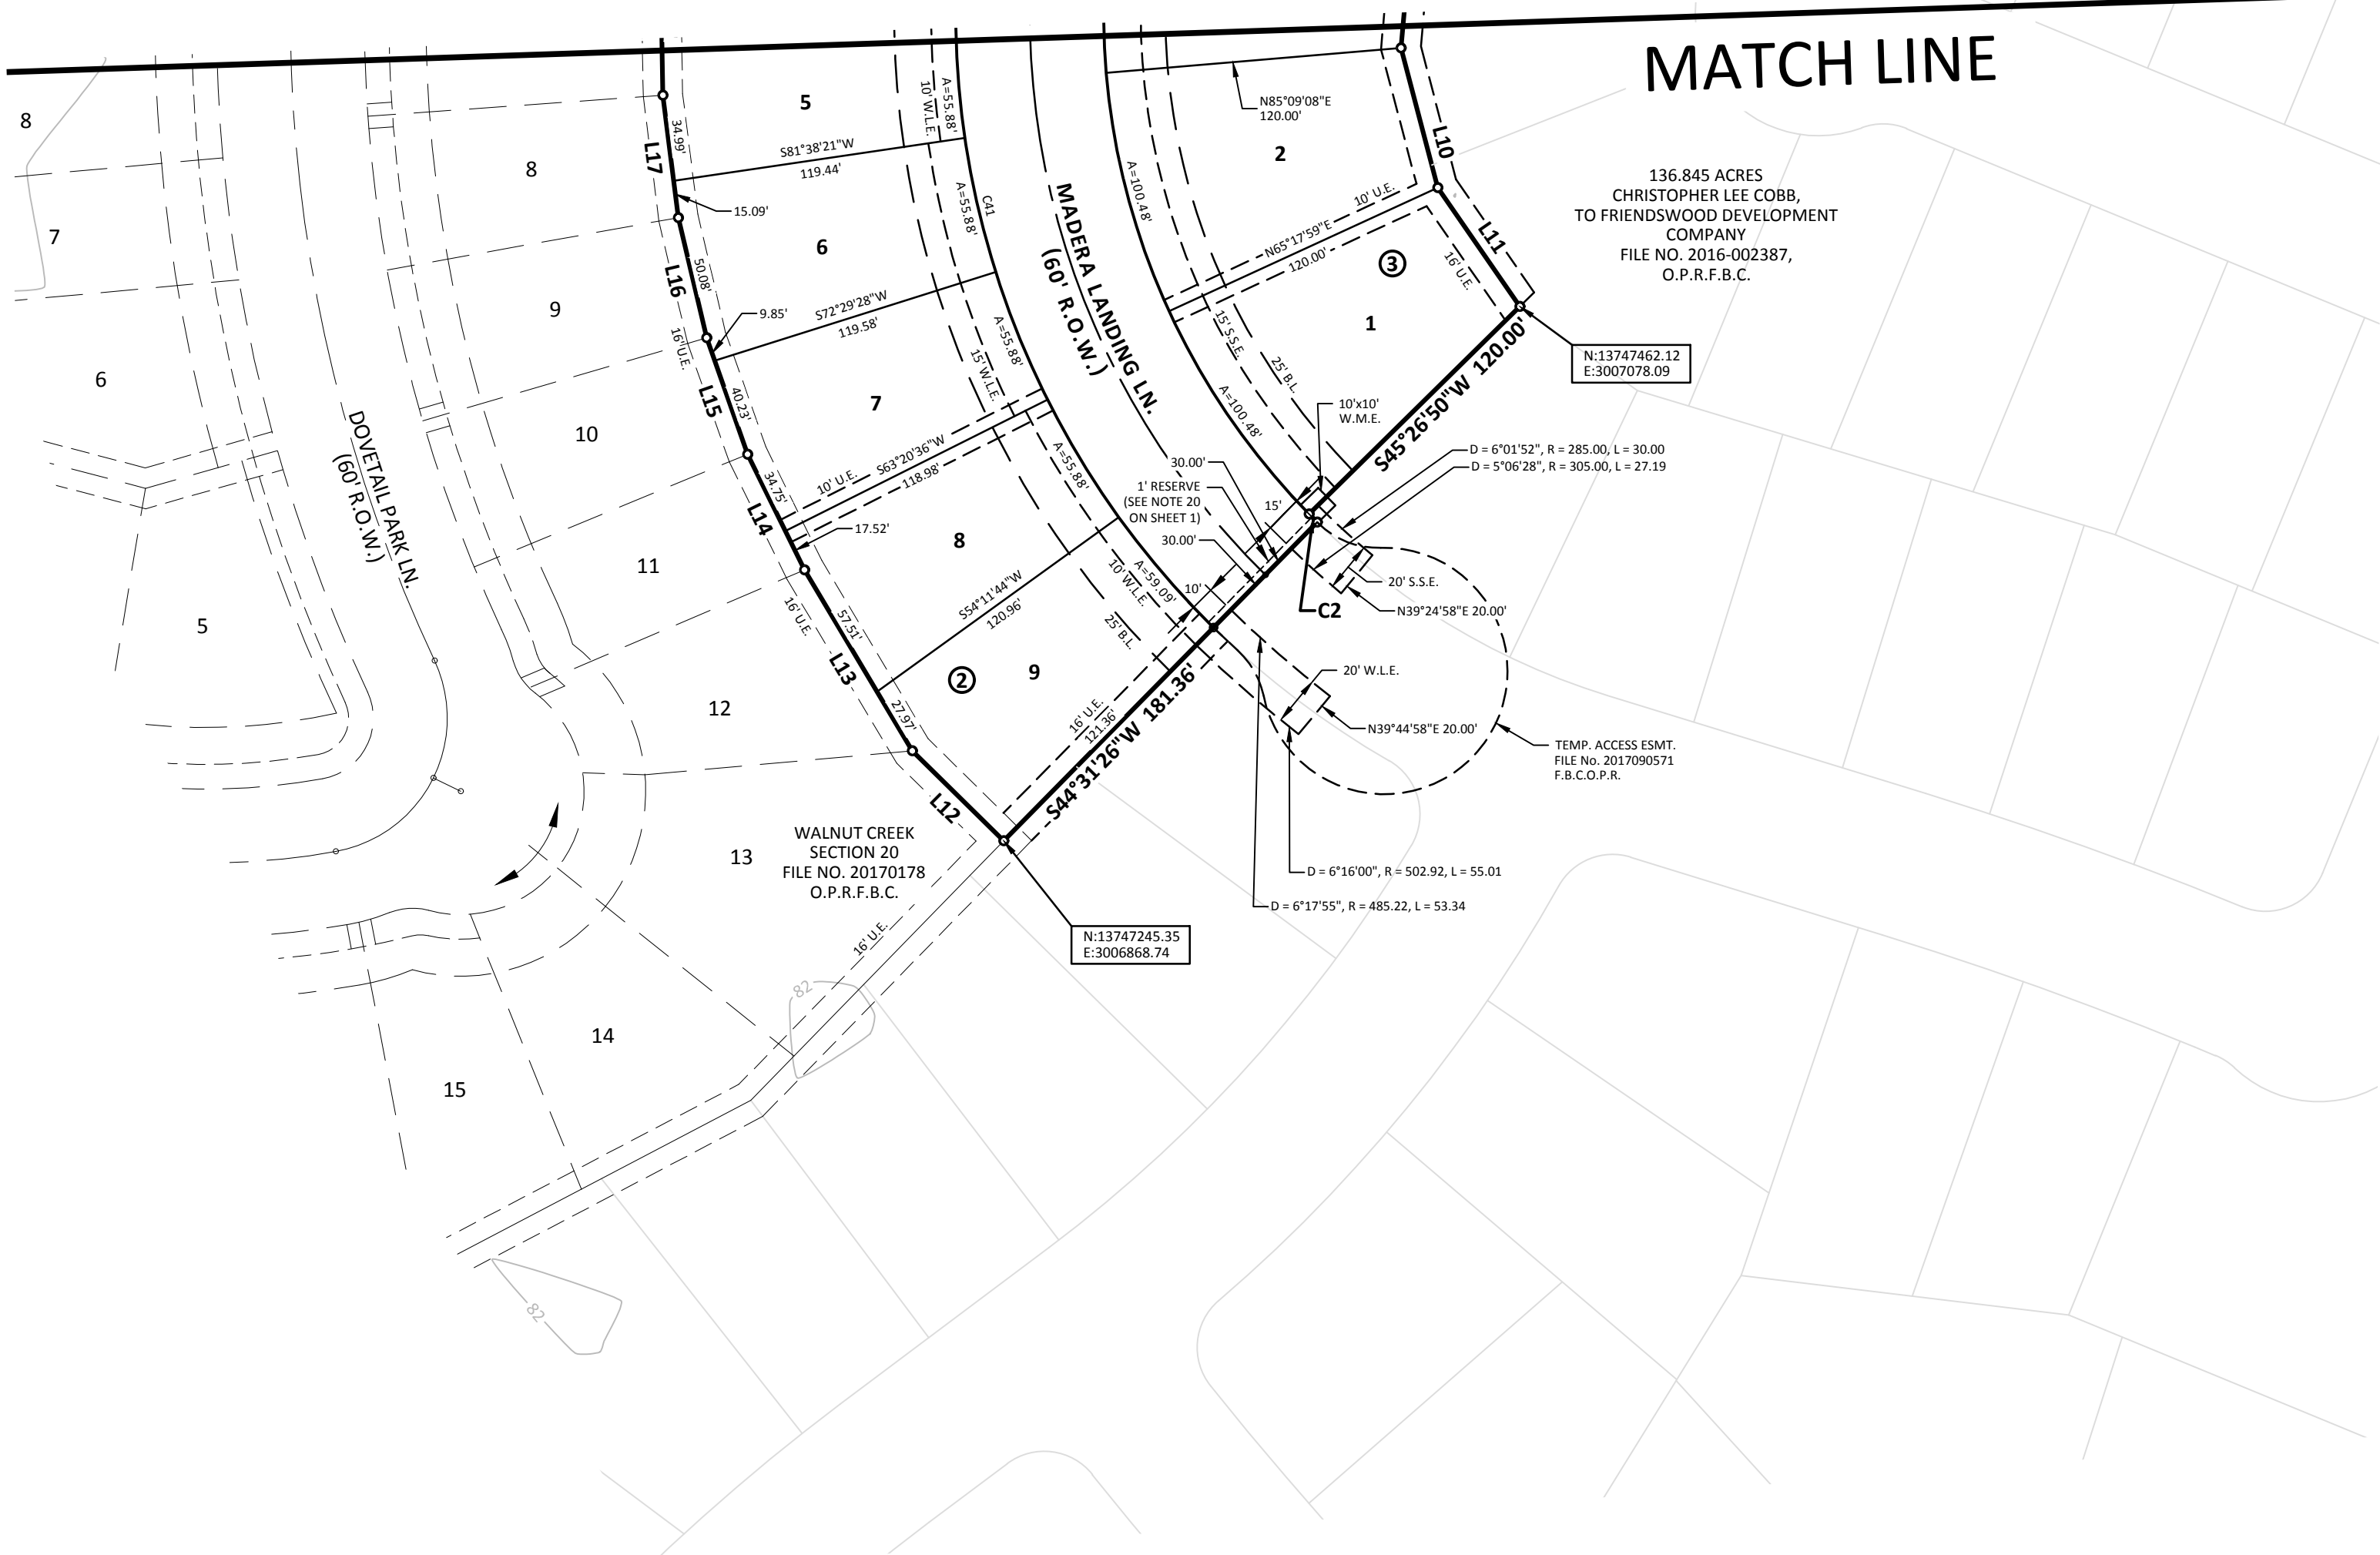 MATCH LINE
136.845 ACRES
CHRISTOPHER LEE COBB,
TO FRIENDSWOOD DEVELOPMENT
COMPANY
FILE NO. 2016-002387,
O.P.R.F.B.C.
8
7
6
5
DOVETAIL PARK LN.
(60' R.O.W.)
8
9
10
11
12
13
14
15
L17
L16
L15
L14
L13
L12
34.99'
15.09'
50.08'
9.85'
40.23'
34.75'
17.52'
57.51'
27.97'
16' U.E.
16' U.E.
5
S81°38'21"W
119.44'
6
S72°29'28"W
119.58'
7
10' U.E.
S63°20'36"W
118.98'
8
S54°11'44"W
120.96'
2
9
10' W.L.E.
A=55.88'
A=55.88'
C41
A=55.88'
15' W.L.E.
A=55.88'
A=59.09'
10' W.L.E.
25' B.L.
MADERA LANDING LN.
(60' R.O.W.)
N85°09'08"E
120.00'
2
A=100.48'
L10
10' U.E.
N65°17'59"E
120.00'
3
L11
16' U.E.
1
15' S.S.E.
25' B.L.
A=100.48'
10'x10'
W.M.E.
S45°26'50"W 120.00'
N:13747462.12
E:3007078.09
D = 6°01'52", R = 285.00, L = 30.00
D = 5°06'28", R = 305.00, L = 27.19
30.00'
1' RESERVE
(SEE NOTE 20
ON SHEET 1)
15'
30.00'
10'
20' S.S.E.
N39°24'58"E 20.00'
C2
20' W.L.E.
N39°44'58"E 20.00'
TEMP. ACCESS ESMT.
FILE No. 2017090571
F.B.C.O.P.R.
16' U.E.
121.36'
S44°31'26"W 181.36'
D = 6°16'00", R = 502.92, L = 55.01
D = 6°17'55", R = 485.22, L = 53.34
WALNUT CREEK
SECTION 20
FILE NO. 20170178
O.P.R.F.B.C.
16' U.E.
N:13747245.35
E:3006868.74
82
82